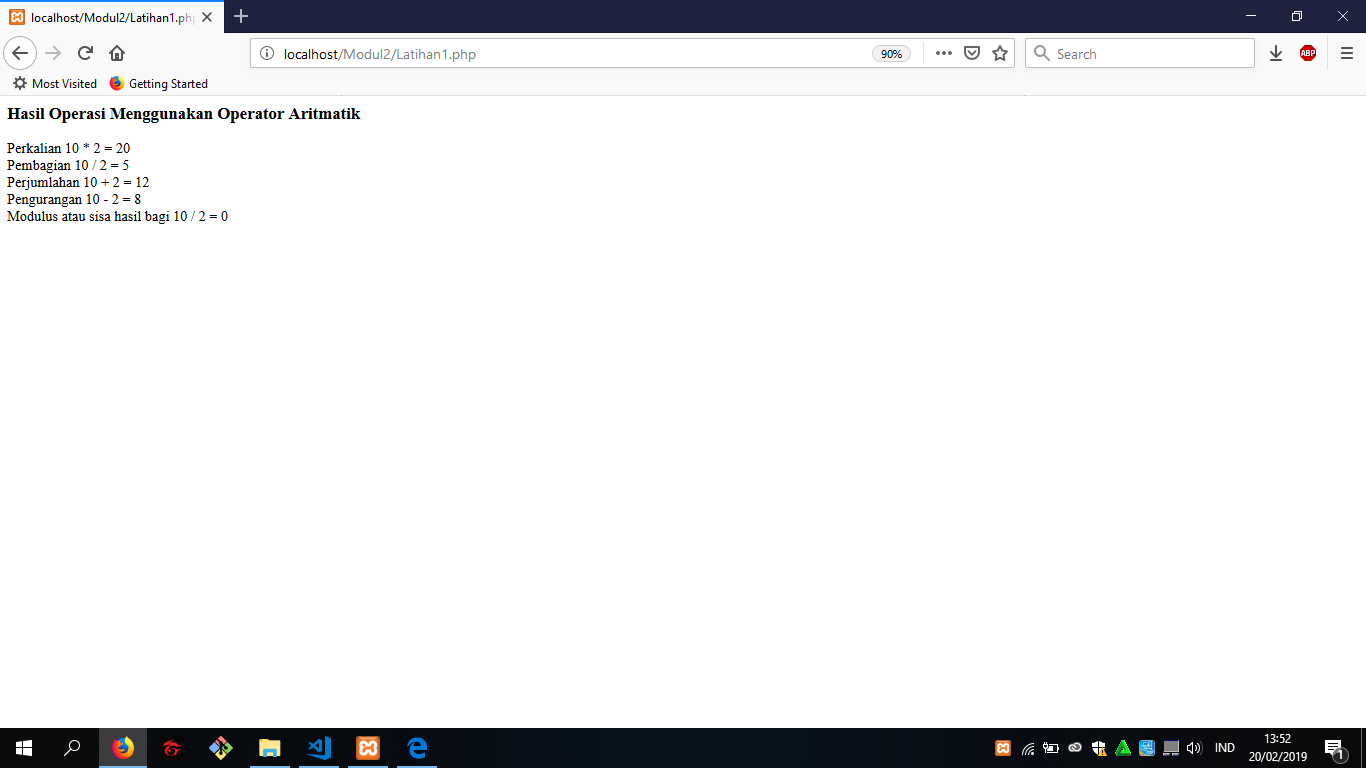 localhost/Modul2/Latihan1.php
localhost/Modul2/Latihan1.php
90%
Search
ABP
Most Visited
Getting Started
Hasil Operasi Menggunakan Operator Aritmatik
Perkalian 10 * 2 = 20
Pembagian 10 / 2 = 5
Perjumlahan 10 + 2 = 12
Pengurangan 10 - 2 = 8
Modulus atau sisa hasil bagi 10 / 2 = 0
IND
13:52
20/02/2019
1